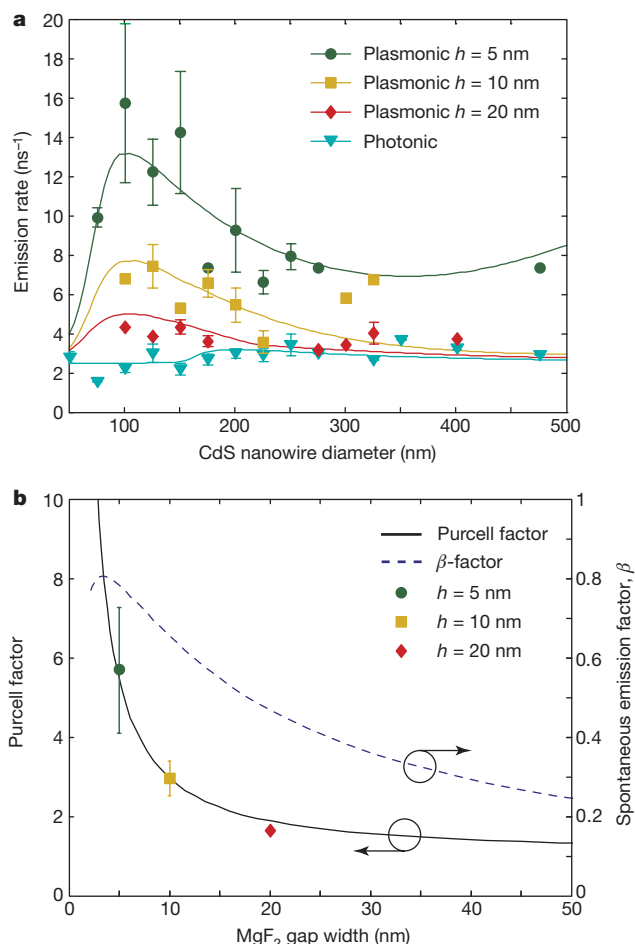 a
20
18
16
14
12
10
8
6
4
2
0
Emission rate (ns⁻¹)
Plasmonic h = 5 nm
Plasmonic h = 10 nm
Plasmonic h = 20 nm
Photonic
100
200
300
400
500
CdS nanowire diameter (nm)
b
10
8
6
4
2
0
Purcell factor
Purcell factor
β-factor
h = 5 nm
h = 10 nm
h = 20 nm
1
0.8
0.6
0.4
0.2
0
Spontaneous emission factor, β
0
10
20
30
40
50
MgF₂ gap width (nm)